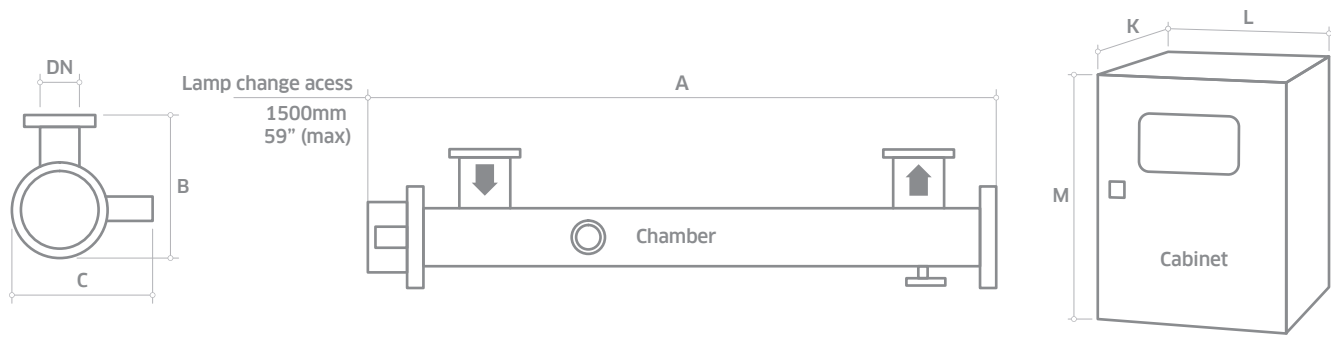 DN
B
C
Lamp change acess
1500mm
59” (max)
A
Chamber
K
L
M
Cabinet